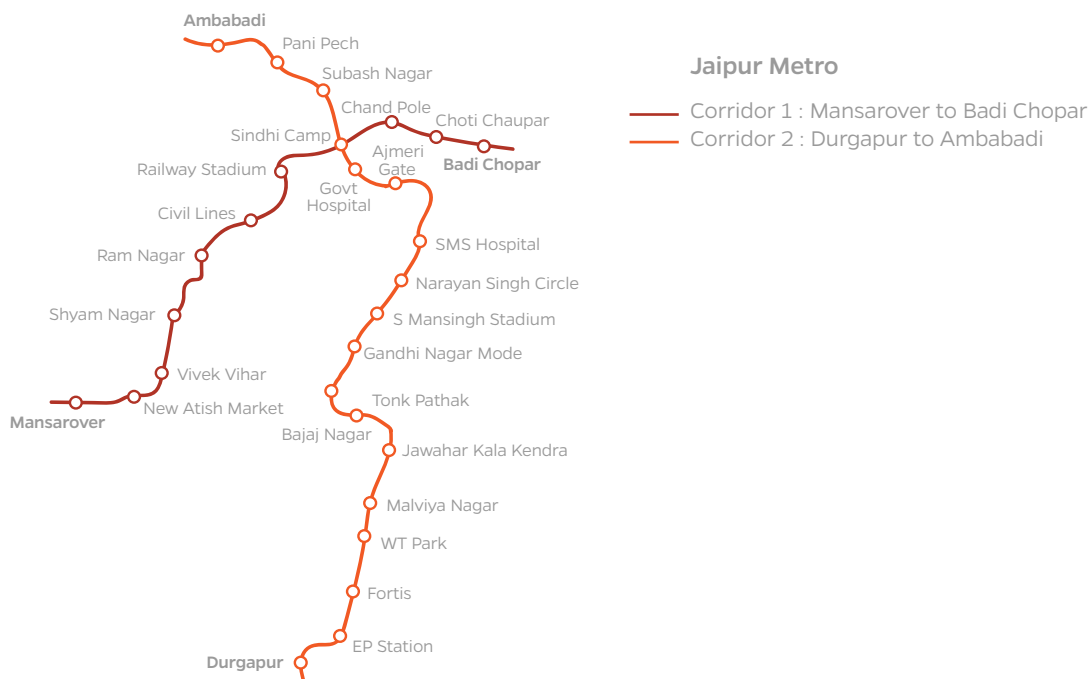 Ambabadi
Pani Pech
Subash Nagar
Chand Pole
Choti Chaupar
Sindhi Camp
Ajmeri
Gate
Badi Chopar
Railway Stadium
Govt
Hospital
Civil Lines
SMS Hospital
Ram Nagar
Narayan Singh Circle
Shyam Nagar
S Mansingh Stadium
Gandhi Nagar Mode
Vivek Vihar
Tonk Pathak
New Atish Market
Mansarover
Bajaj Nagar
Jawahar Kala Kendra
Malviya Nagar
WT Park
Fortis
EP Station
Durgapur
Jaipur Metro
Corridor 1 : Mansarover to Badi Chopar
Corridor 2 : Durgapur to Ambabadi